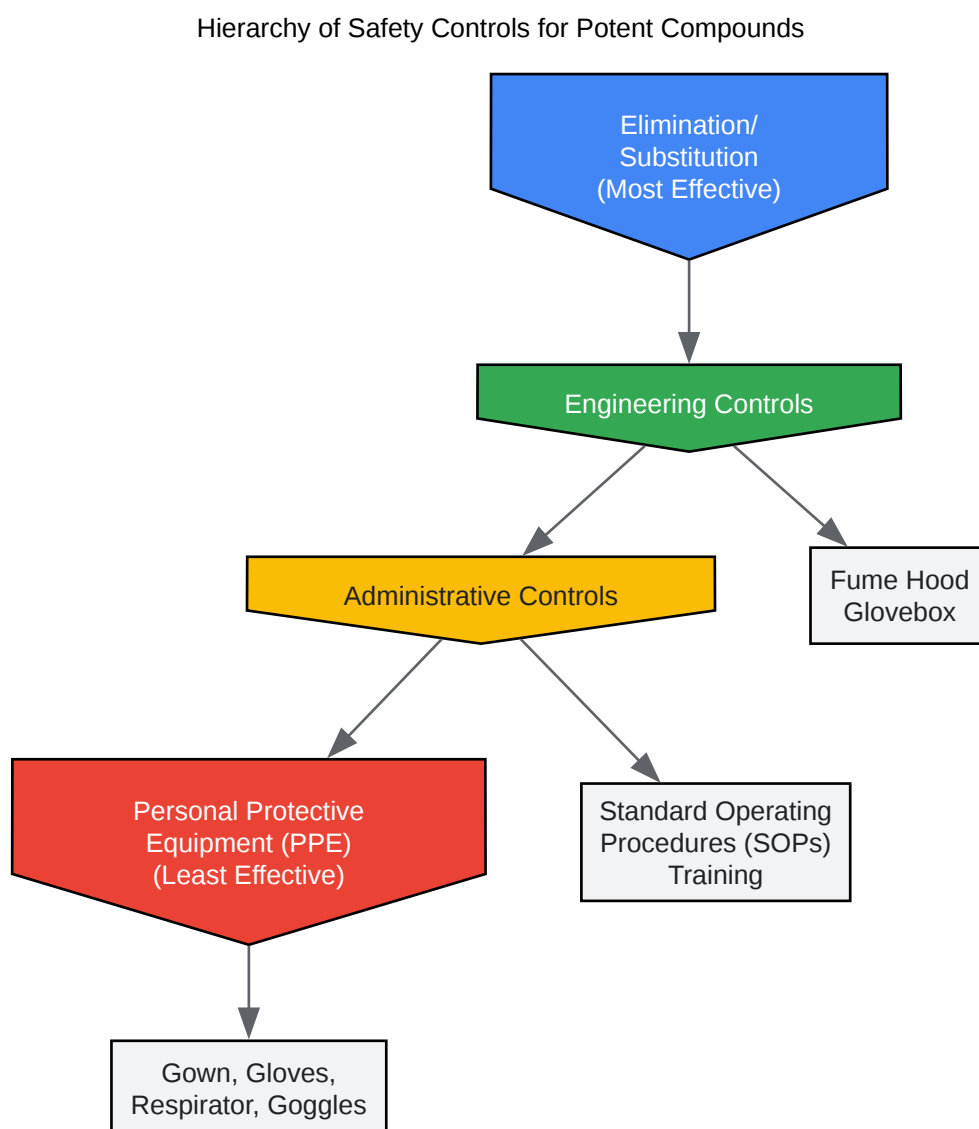 Hierarchy of Safety Controls for Potent Compounds
Elimination/
Substitution
(Most Effective)
Engineering Controls
Fume Hood
Glovebox
Administrative Controls
Personal Protective
Equipment (PPE)
(Least Effective)
Standard Operating
Procedures (SOPs)
Training
Gown, Gloves,
Respirator, Goggles